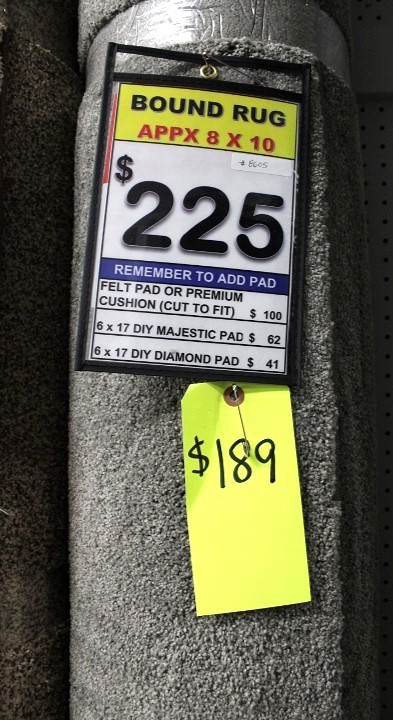 BOUND RUG
APPX 8 X 10
# 8605
$225
REMEMBER TO ADD PAD
FELT PAD OR PREMIUM
CUSHION (CUT TO FIT) $ 100
6 x 17 DIY MAJESTIC PAD $ 62
6 x 17 DIY DIAMOND PAD $ 41
$189